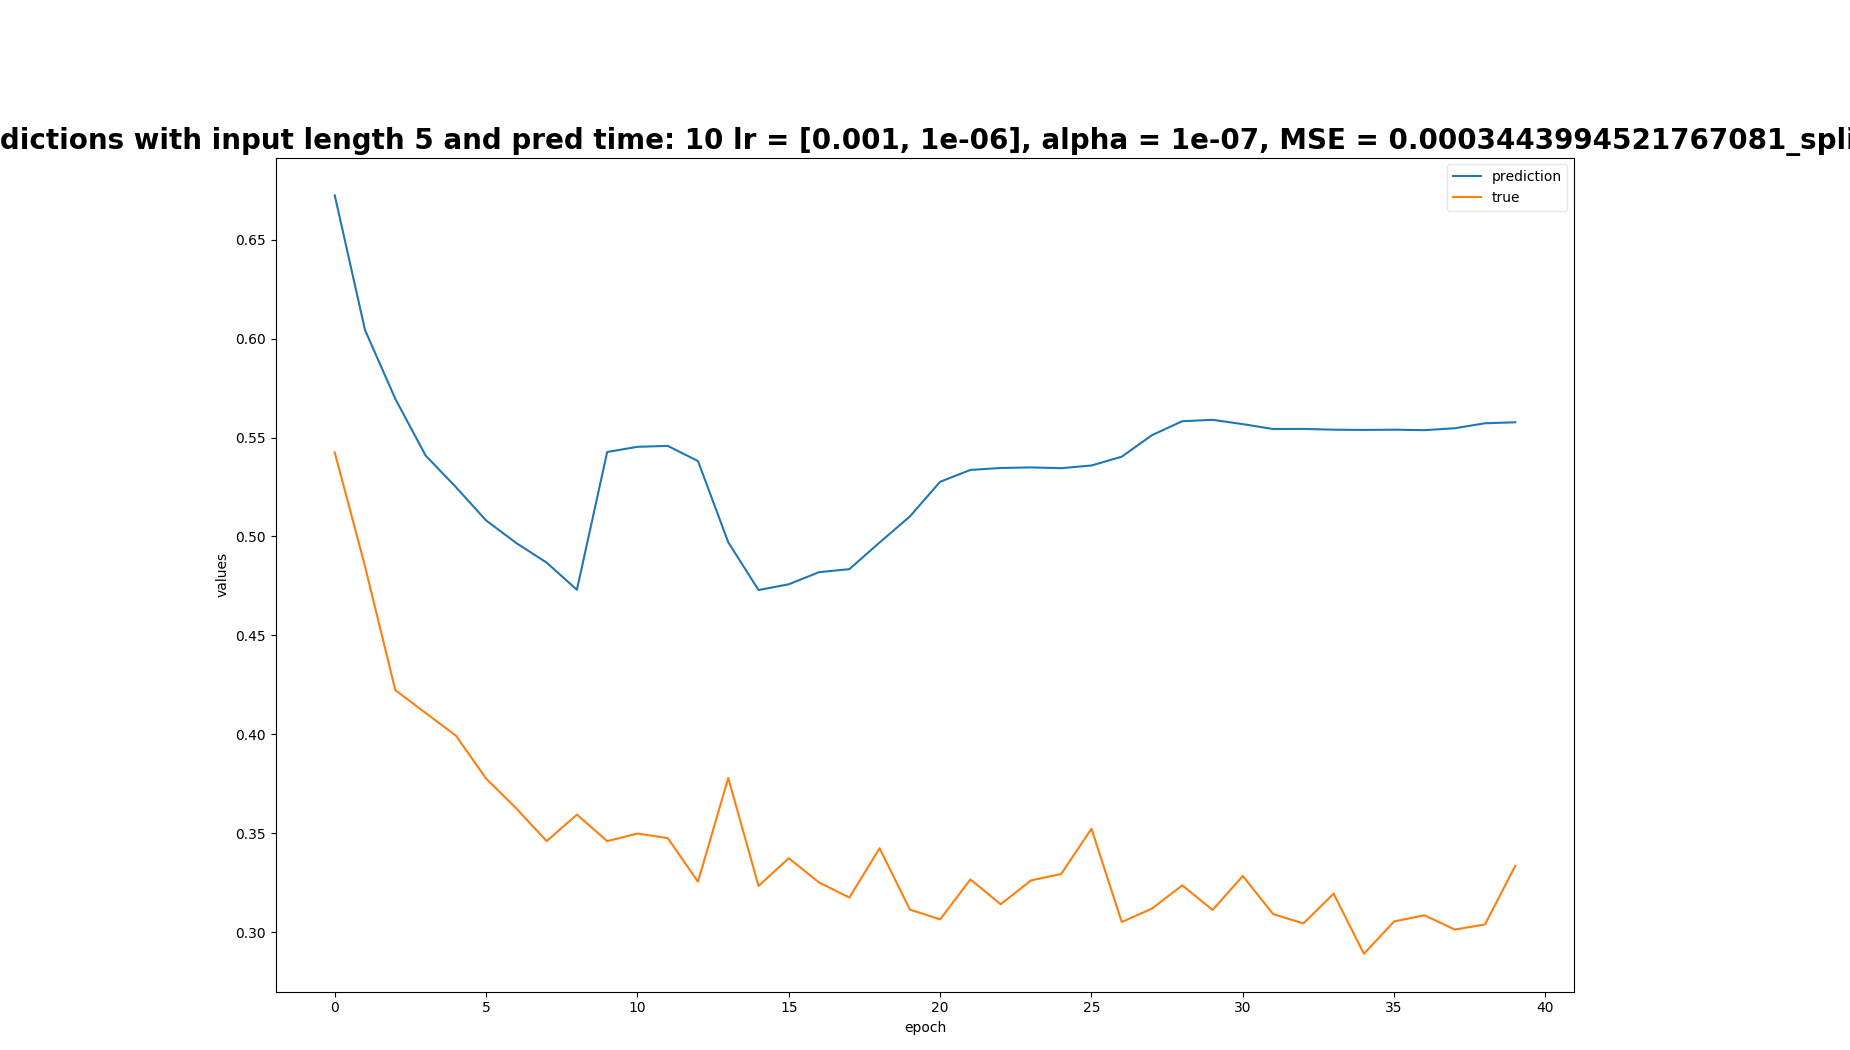 dictions with input length 5 and pred time: 10 lr = [0.001, 1e-06], alpha = 1e-07, MSE = 0.0003443994521767081_spli
prediction
true
0.65
0.60
0.55
0.50
0.45
0.40
0.35
0.30
values
0 5 10 15 20 25 30 35 40
epoch